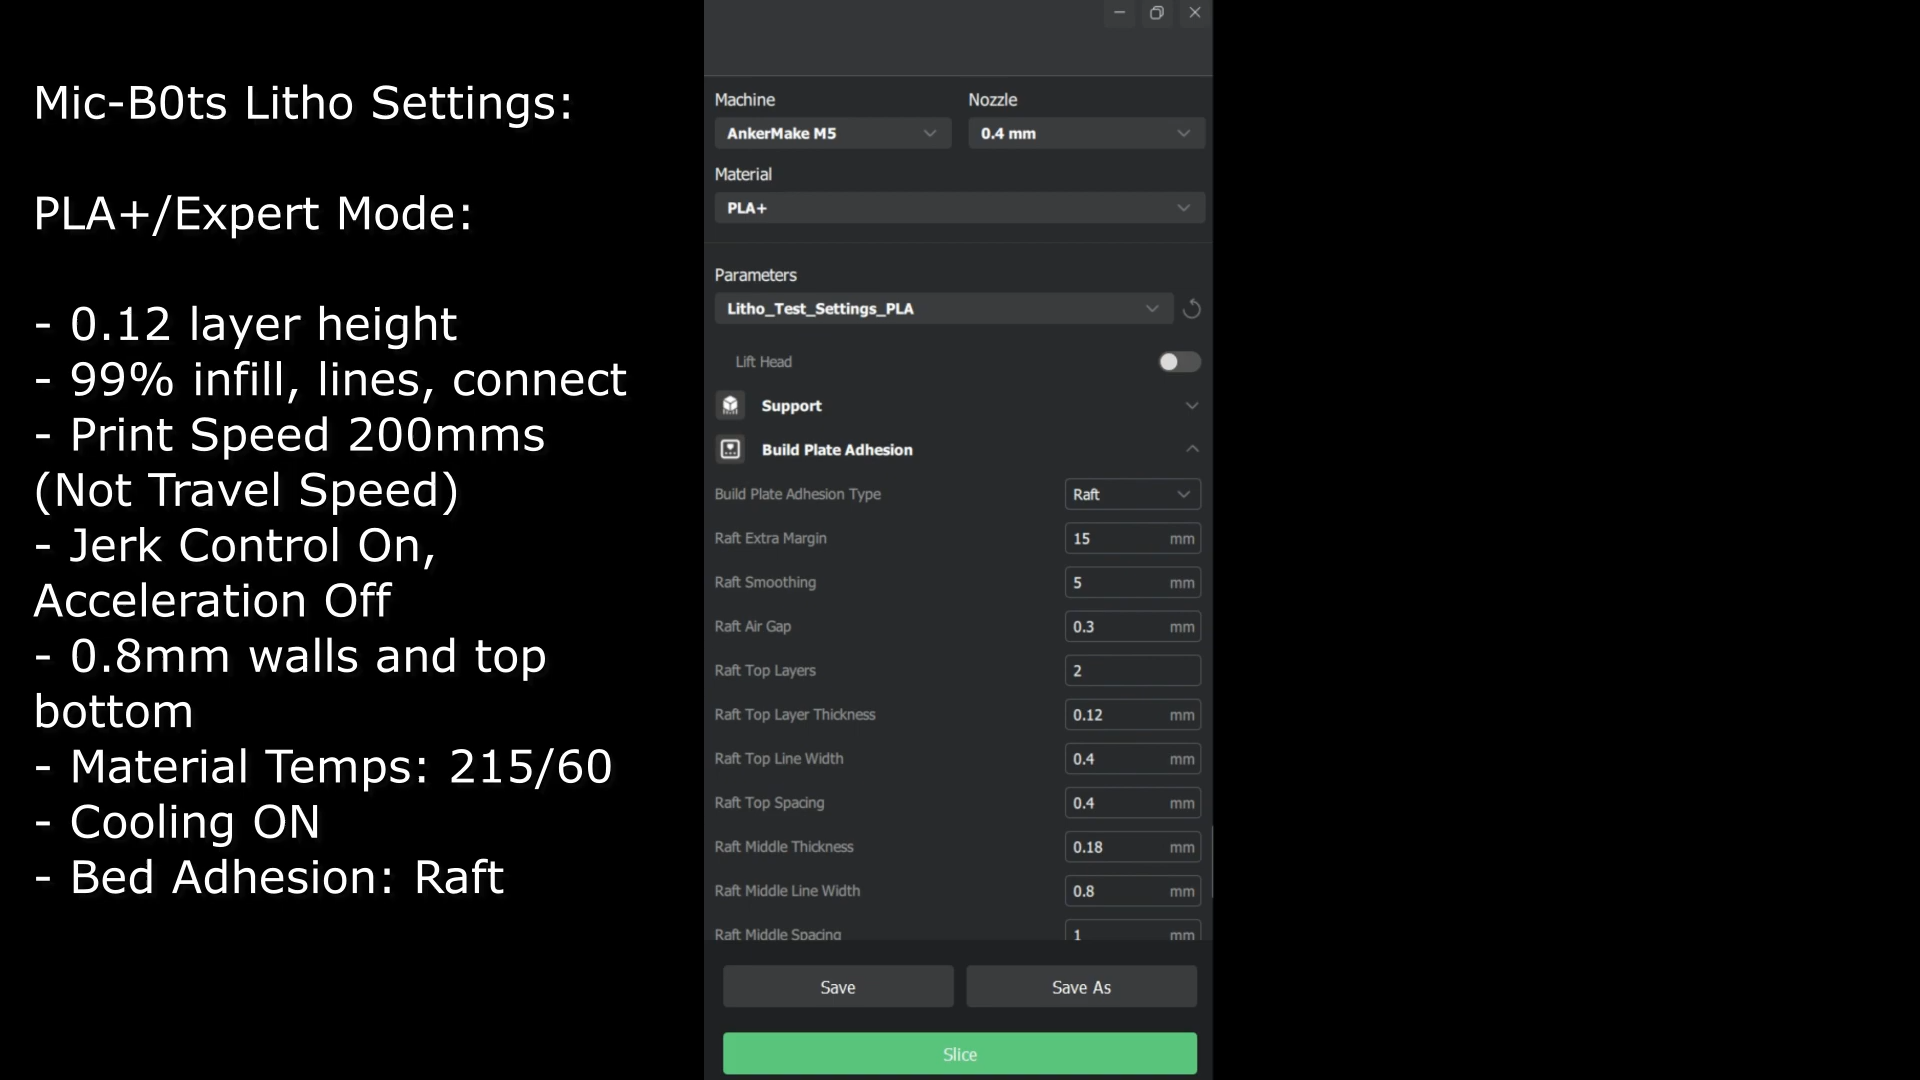 Mic-B0ts Litho Settings:
PLA+/Expert Mode:
- 0.12 layer height
- 99% infill, lines, connect
- Print Speed 200mms
(Not Travel Speed)
- Jerk Control On,
Acceleration Off
- 0.8mm walls and top
bottom
- Material Temps: 215/60
- Cooling ON
- Bed Adhesion: Raft
Machine
Nozzle
AnkerMake M5
0.4 mm
Material
PLA+
Parameters
Litho_Test_Settings_PLA
Lift Head
Support
Build Plate Adhesion
Build Plate Adhesion Type
Raft
Raft Extra Margin
15 mm
Raft Smoothing
5 mm
Raft Air Gap
0.3 mm
Raft Top Layers
2
Raft Top Layer Thickness
0.12 mm
Raft Top Line Width
0.4 mm
Raft Top Spacing
0.4 mm
Raft Middle Thickness
0.18 mm
Raft Middle Line Width
0.8 mm
Raft Middle Spacing
1 mm
Save
Save As
Slice